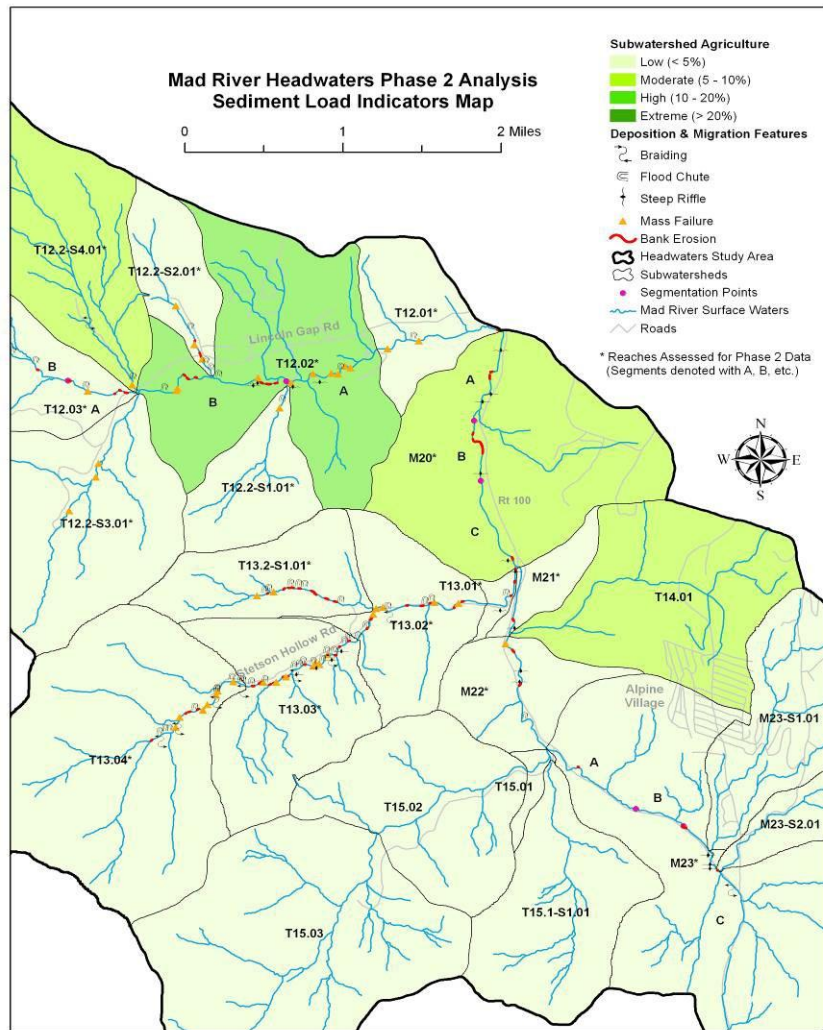 Mad River Headwaters Phase 2 Analysis
Sediment Load Indicators Map
0 1 2 Miles
Subwatershed Agriculture
Low (< 5%)
Moderate (5 - 10%)
High (10 - 20%)
Extreme (> 20%)
Deposition & Migration Features
Braiding
Flood Chute
Steep Riffle
Mass Failure
Bank Erosion
Headwaters Study Area
Subwatersheds
Segmentation Points
Mad River Surface Waters
Roads
* Reaches Assessed for Phase 2 Data
(Segments denoted with A, B, etc.)
N
W E
S
T12.2-S4.01*
T12.2-S2.01*
T12.01*
Lincoln Gap Rd
T12.02*
A
B
A
B
T12.03* A
M20*
B
Rt 100
C
T12.2-S1.01*
T12.2-S3.01*
T13.2-S1.01*
T13.01*
M21*
T14.01
T13.02*
Stetson Hollow Rd
T13.03*
M22*
Alpine
Village
M23-S1.01
T13.04*
T15.01
A
T15.02
B
M23-S2.01
M23*
T15.1-S1.01
C
T15.03